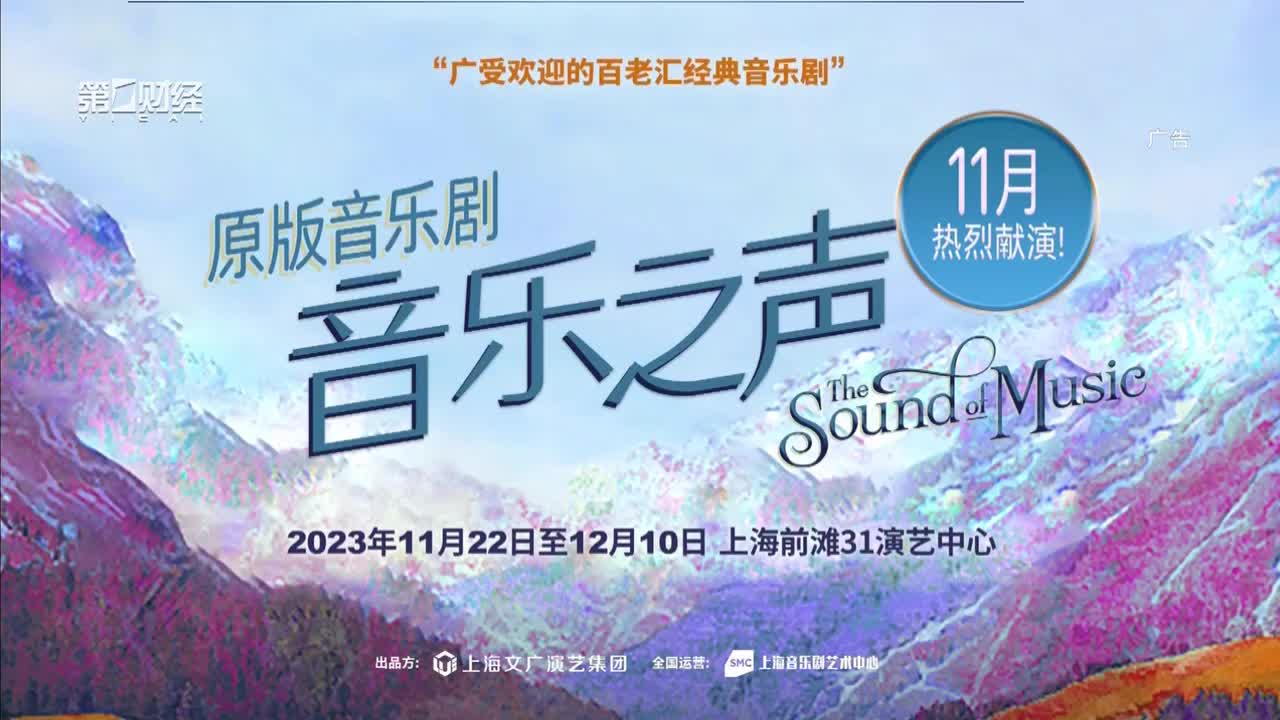 “广受欢迎的百老汇经典音乐剧”
第一财经
YICAI
广告
11月
热烈献演!
原版音乐剧
音乐之声
The Sound of Music
2023年11月22日至12月10日 上海前滩31演艺中心
出品方: 上海文广演艺集团 全国运营: SMC 上海音乐剧艺术中心